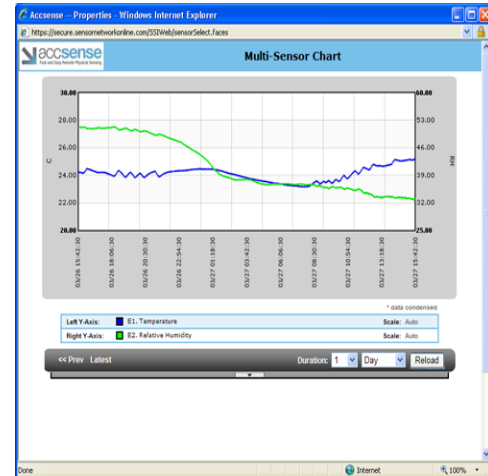 Accsense -- Properties - Windows Internet Explorer
https://secure.sensornetworkonline.com/SSIWeb/sensorSelect.faces
accsense
Fast and Easy Remote Physical Sensing
Multi-Sensor Chart
30.00 60.00
28.00 53.00
26.00 46.00
C RH
24.00 39.00
22.00 32.00
20.00 25.00
03/26 15:42:30
03/26 18:06:30
03/26 20:30:30
03/26 22:54:30
03/27 01:18:30
03/27 03:42:30
03/27 06:06:30
03/27 08:30:30
03/27 10:54:30
03/27 13:18:30
03/27 15:42:30
* data condensed
Left Y-Axis: E1. Temperature Scale: Auto
Right Y-Axis: E2. Relative Humidity Scale: Auto
<< Prev Latest Duration: 1 Day Reload
Done Internet 100%